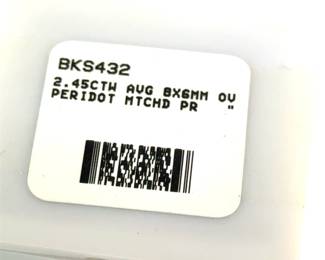 BKS432
2.45CTW AVG 8X6MM OV
PERIDOT MTCHD PR "